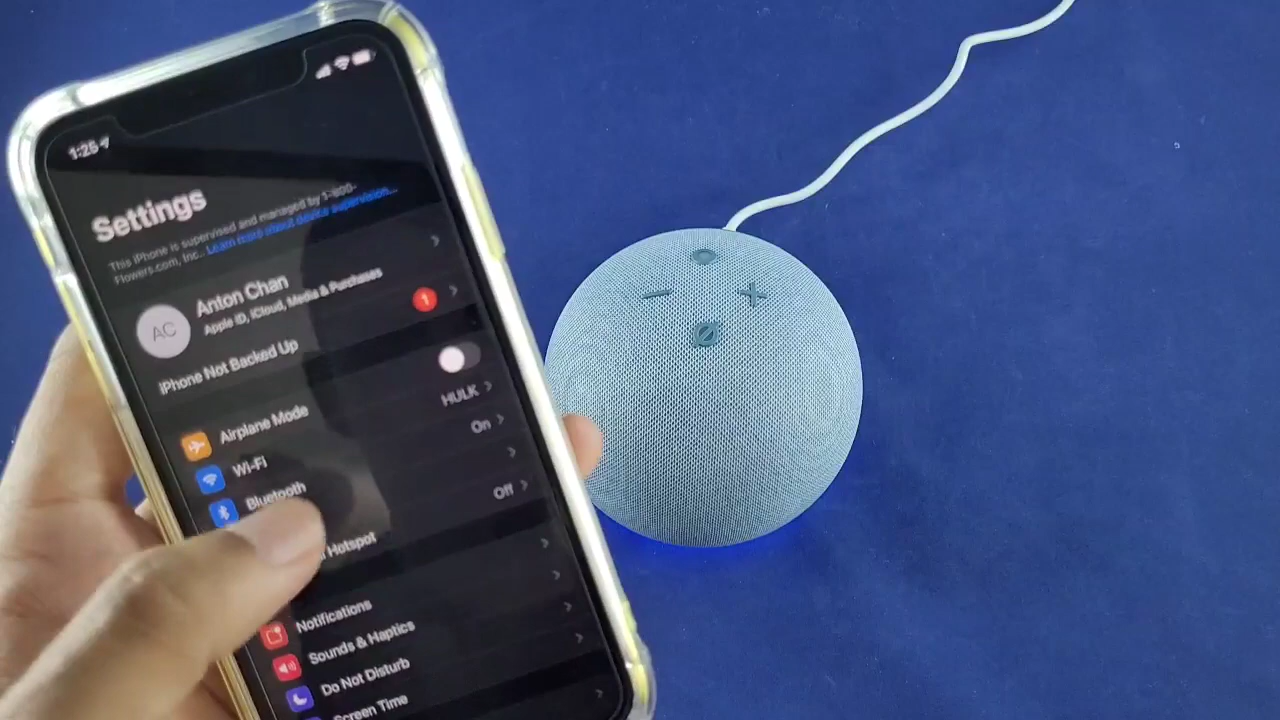 1:25
Settings
This iPhone is supervised and managed by 1-800-
Flowers.com, Inc.. Learn more about device supervision...
AC
Anton Chan
Apple ID, iCloud, Media & Purchases
iPhone Not Backed Up
1
Airplane Mode
Wi-Fi
HULK
Bluetooth
On
Hotspot
Off
Notifications
Sounds & Haptics
Do Not Disturb
Screen Time